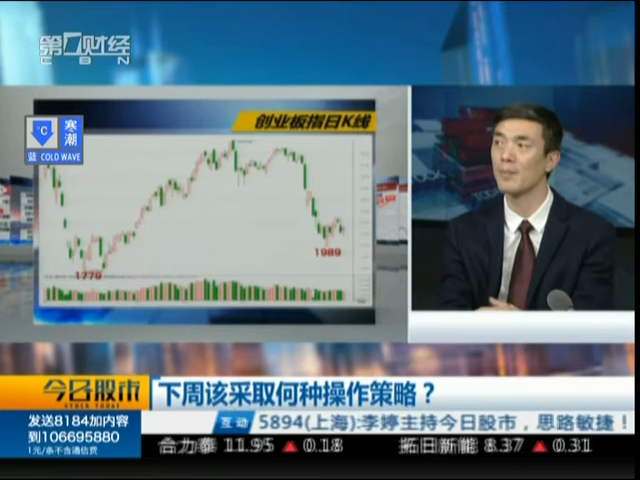 第一财经
CBN
创业板指日K线
℃
寒潮
蓝 COLD WAVE
1779
1989
今日股市
STOCK TODAY
下周该采取何种操作策略？
发送8184加内容
到106695880
1元/条不含通信费
互动
5894(上海):李婷主持今日股市，思路敏捷！
合力泰 11.95 ▲ 0.18 拓日新能 8.37 ▲ 0.31